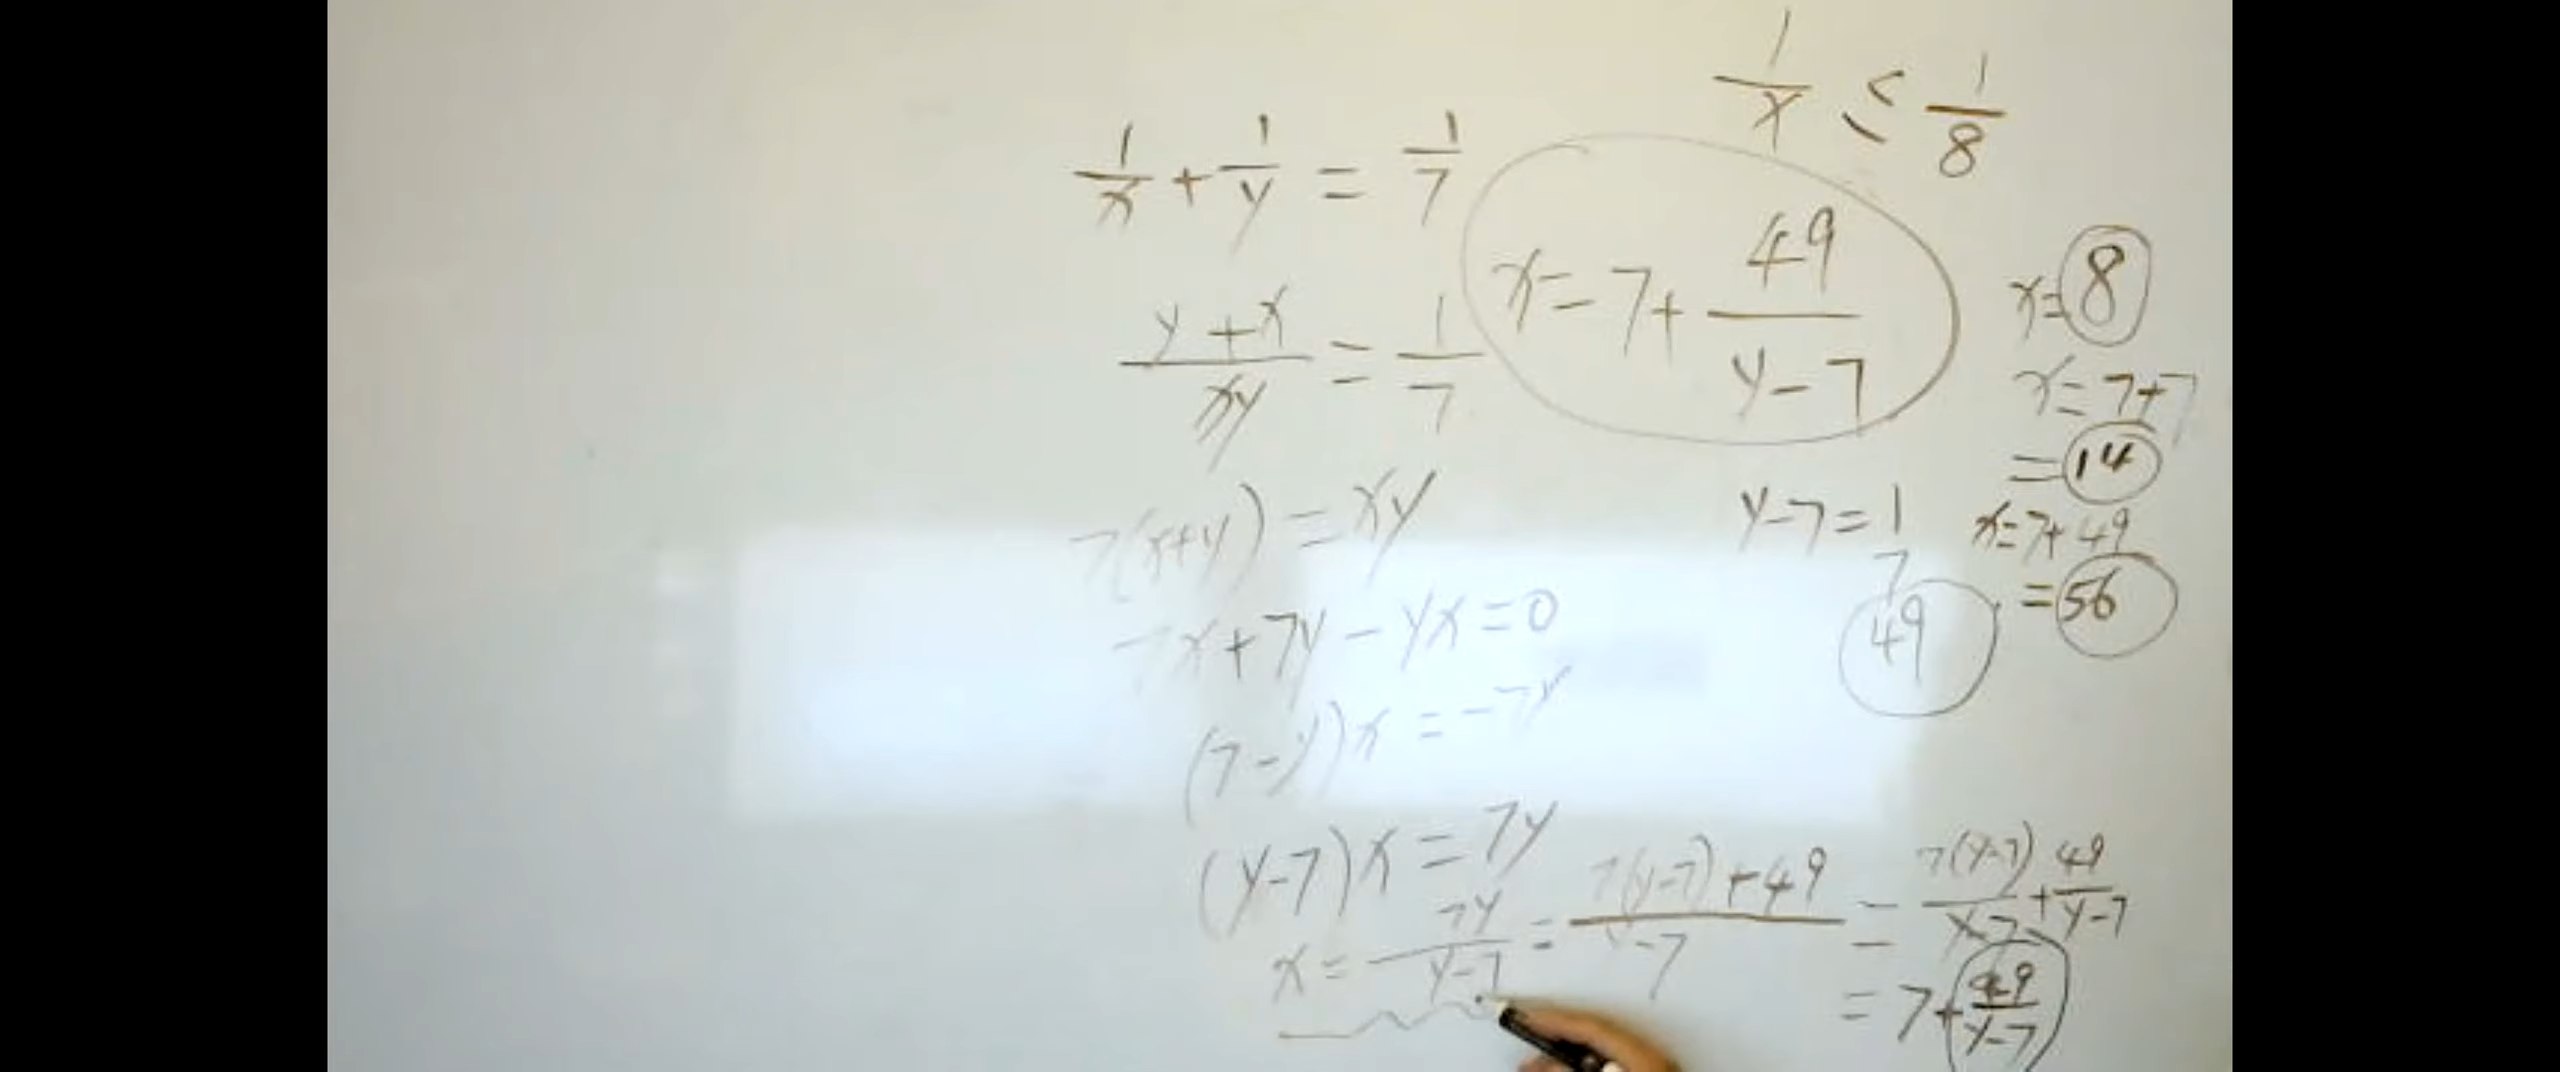 1/x ≤ 1/8
1/x + 1/y = 1/7
x = 7 + 49/(y-7)
(y+x)/xy = 1/7
x = 8
x = 7+7
= 14
7(x+y) = xy
y-7 = 1
7
49
x = 7+49
= 56
7x + 7y - yx = 0
(7-y)x = -7y
(y-7)x = 7y
x = 7y/(y-7) = (7(y-7)+49)/(y-7) = 7(y-7)/(y-7) + 49/(y-7)
= 7 + 49/(y-7)